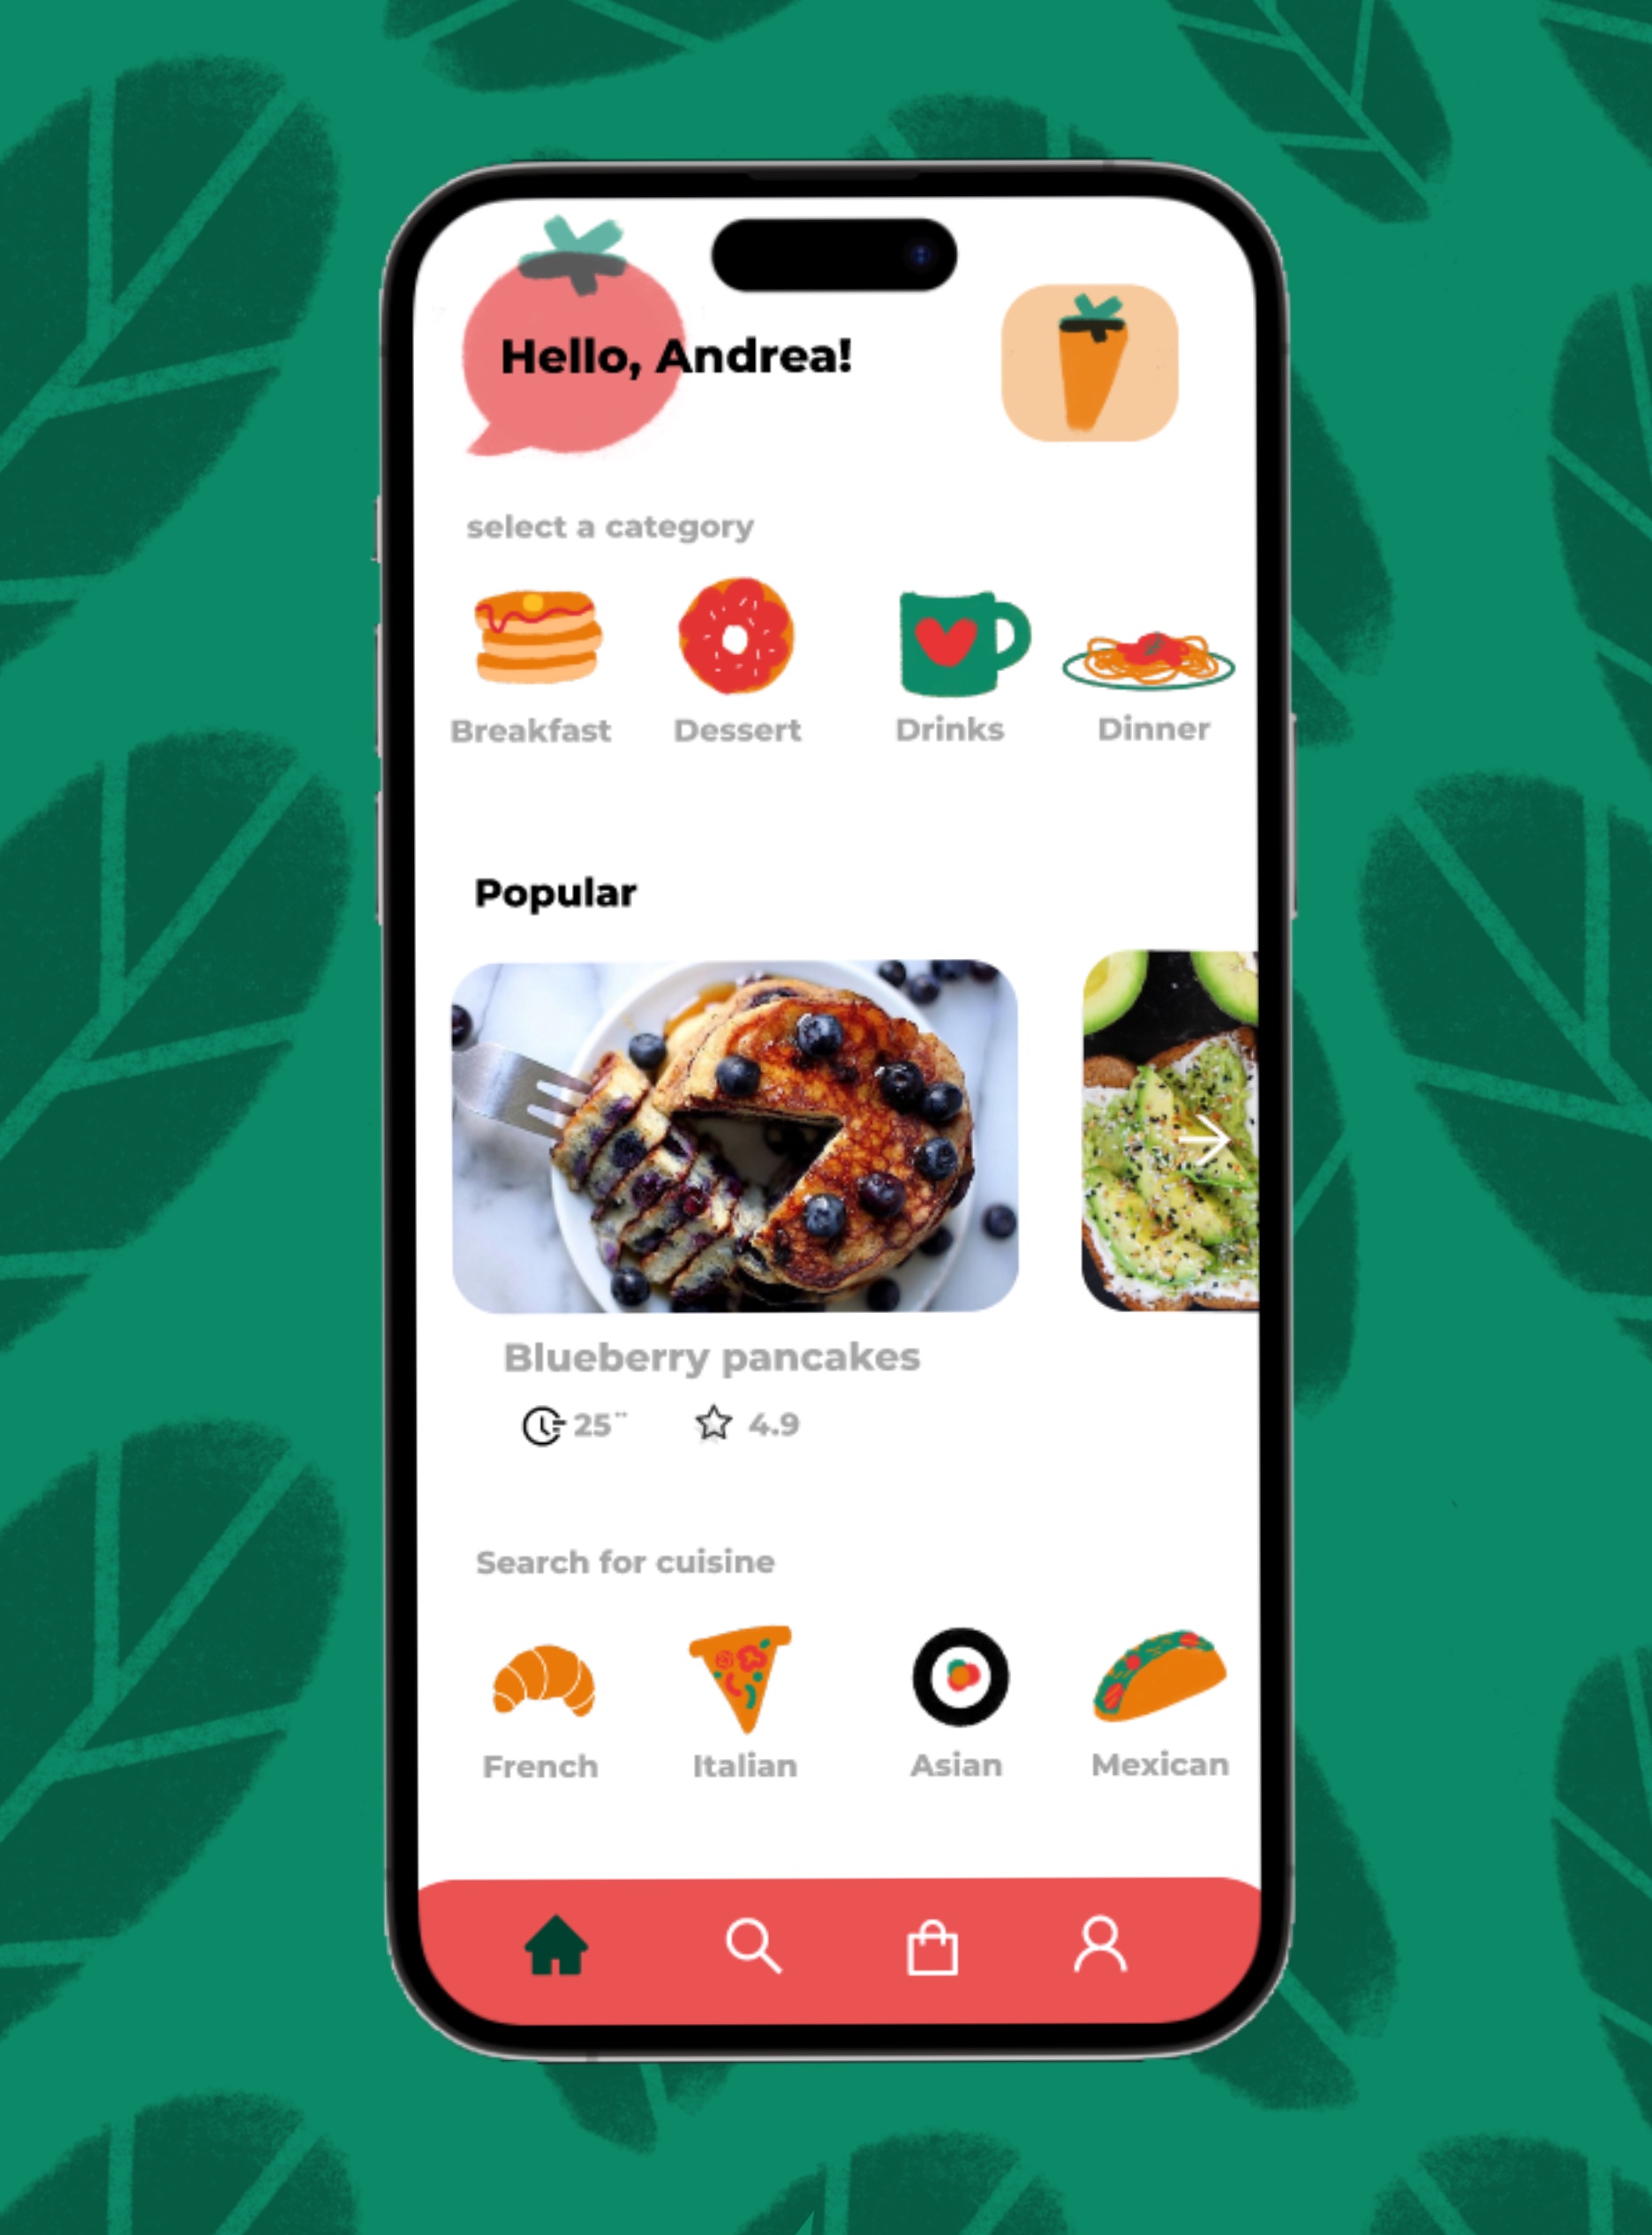 Hello, Andrea!
select a category
Breakfast Dessert Drinks Dinner
Popular
Blueberry pancakes
25¨ 4.9
Search for cuisine
French Italian Asian Mexican